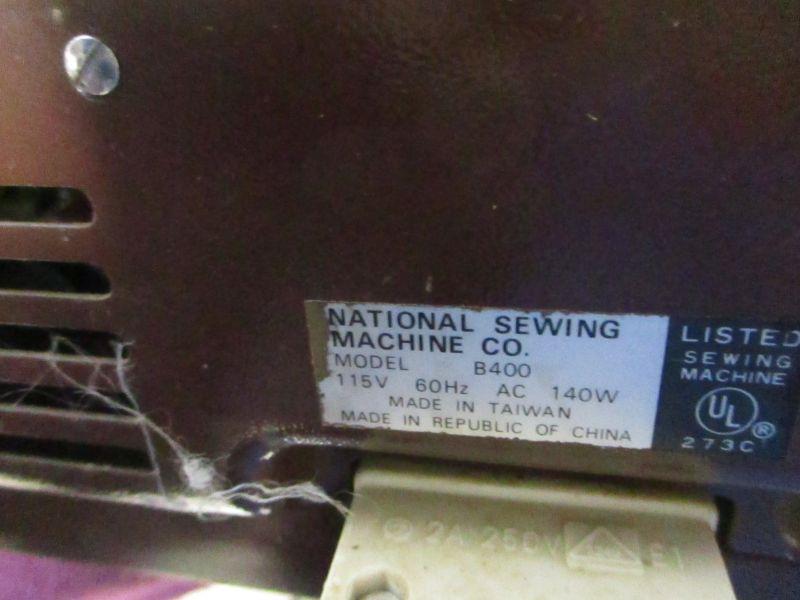 NATIONAL SEWING
MACHINE CO.
MODEL B400
115V 60Hz AC 140W
MADE IN TAIWAN
MADE IN REPUBLIC OF CHINA
LISTED
SEWING
MACHINE
UL ®
273C
2A 250V